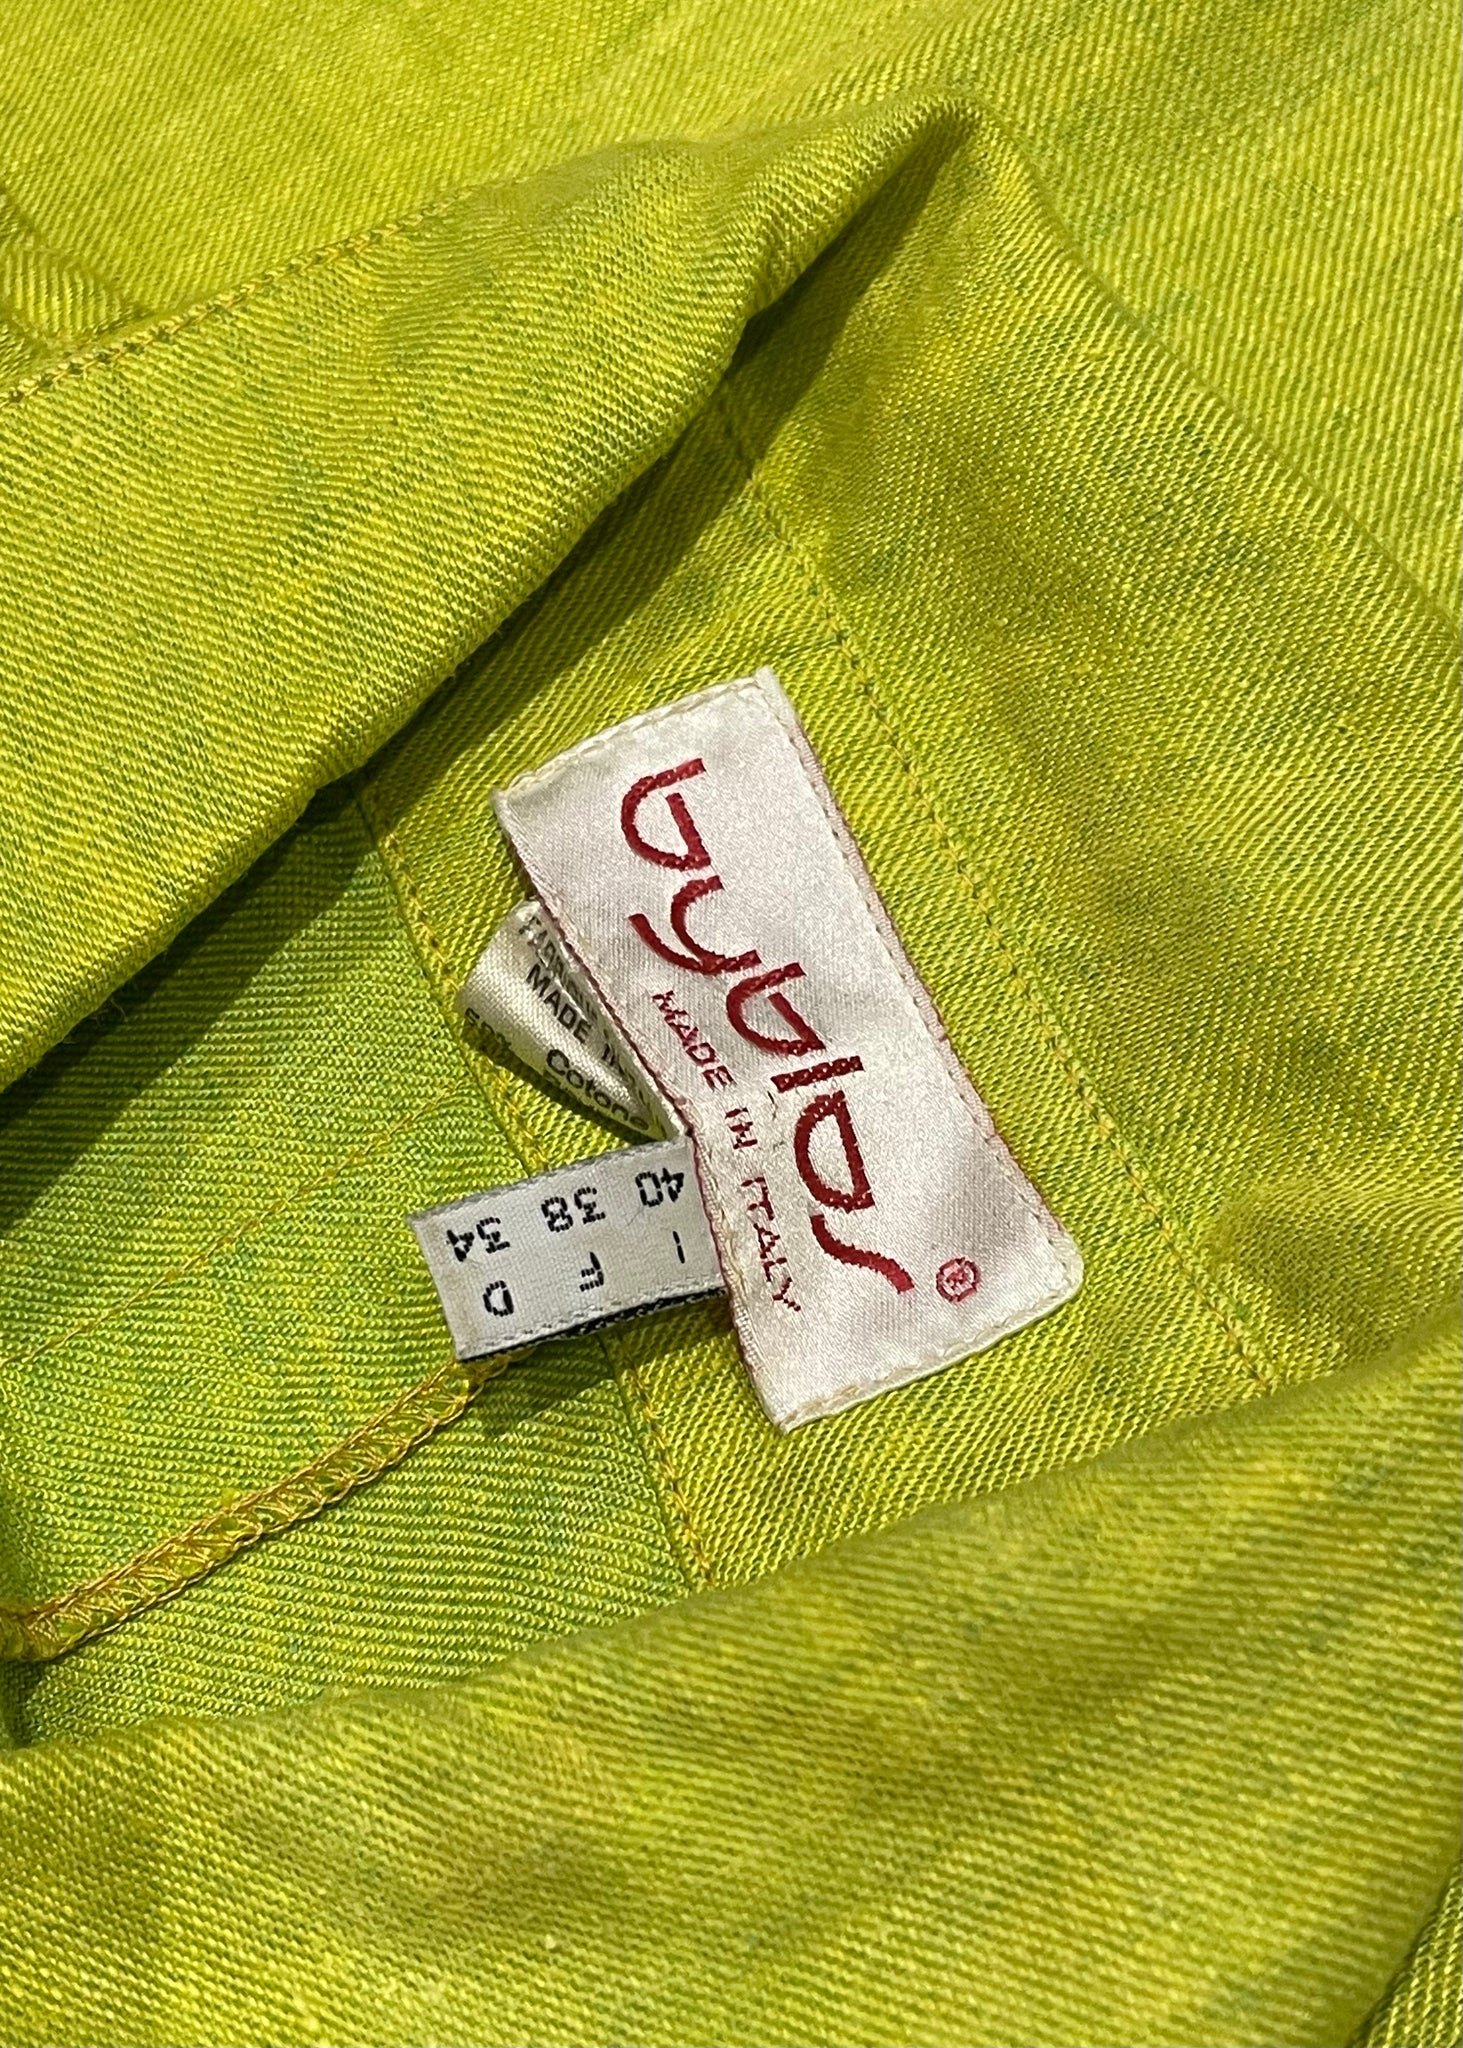 byblos
MADE IN ITALY
®
MADE IN
Cotone
I 40
F 38
D 34